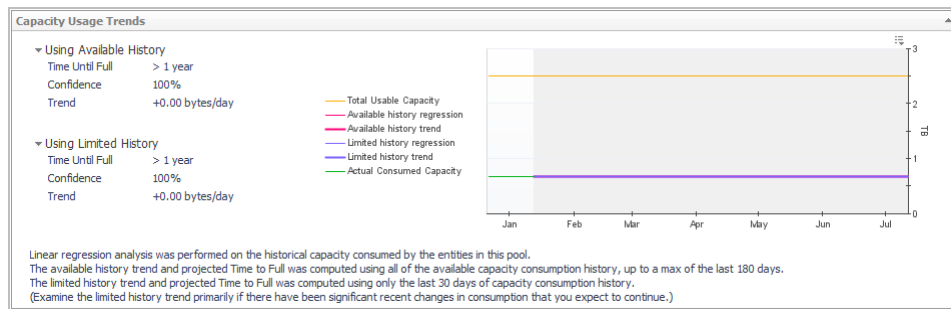 Capacity Usage Trends
Using Available History
Time Until Full > 1 year
Confidence 100%
Trend +0.00 bytes/day
Using Limited History
Time Until Full > 1 year
Confidence 100%
Trend +0.00 bytes/day
Total Usable Capacity
Available history regression
Available history trend
Limited history regression
Limited history trend
Actual Consumed Capacity
3
2
1
0
TB
Jan Feb Mar Apr May Jun Jul
Linear regression analysis was performed on the historical capacity consumed by the entities in this pool.
The available history trend and projected Time to Full was computed using all of the available capacity consumption history, up to a max of the last 180 days.
The limited history trend and projected Time to Full was computed using only the last 30 days of capacity consumption history.
(Examine the limited history trend primarily if there have been significant recent changes in consumption that you expect to continue.)